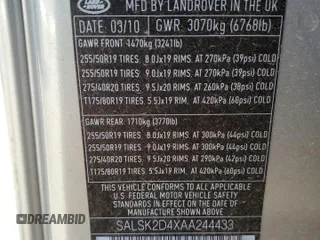 LAND ROVER
MFD BY LANDROVER IN UK
DATE 03/10 GWR 3070kg (6768lb)
GAWR FRONT 1470kg (3241lb)
255/50R19 TIRES 8.0Jx19 RIMS. AT 270kPa (39psi) COLD
255/50R19 TIRES 9.0Jx19 RIMS. AT 270kPa (39psi) COLD
275/40R20 TIRES 9.5Jx20 RIMS. AT 260kPa (38psi) COLD
T175/80R19 TIRES 5.5Jx19 RIMS. AT 420kPa (60psi) COLD
GAWR REAR 1710kg (3770lb)
255/50R19 TIRES 8.0Jx19 RIMS. AT 300kPa (44psi) COLD
255/50R19 TIRES 9.0Jx19 RIMS. AT 300kPa (44psi) COLD
275/40R20 TIRES 9.5Jx20 RIMS. AT 290kPa (42psi) COLD
T175/80R19 TIRES 5.5Jx19 RIMS. AT 420kPa (60psi) COLD
THIS VEHICLE CONFORMS TO ALL APPLICABLE
U.S FEDERAL MOTOR VEHICLE SAFETY
STANDARDS IN EFFECT ON THE DATE OF
MANUFACTURE SHOWN ABOVE
SALSK2D4XAA244433